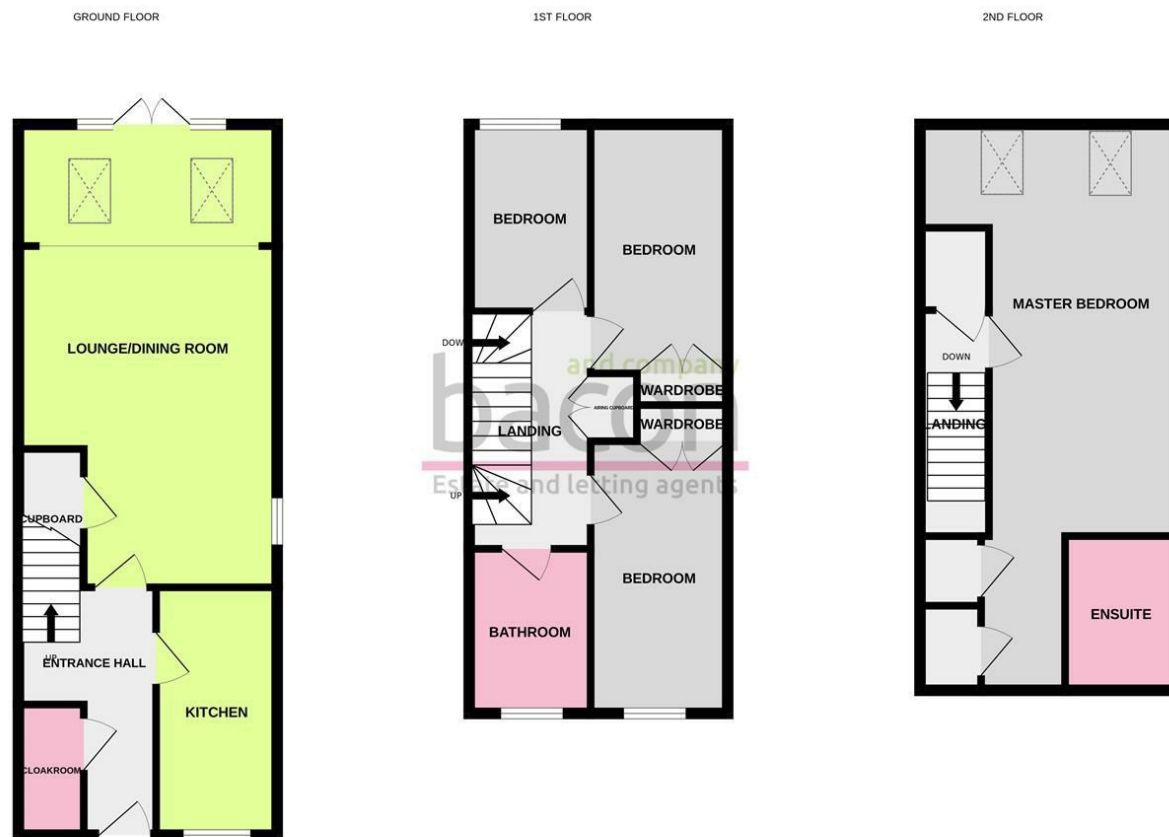 GROUND FLOOR
1ST FLOOR
2ND FLOOR
LOUNGE/DINING ROOM
CUPBOARD
UP
ENTRANCE HALL
KITCHEN
CLOAKROOM
BEDROOM
BEDROOM
DOWN
WARDROBE
AIRING CUPBOARD
WARDROBE
LANDING
UP
BEDROOM
BATHROOM
and company
bacon
Estate and letting agents
MASTER BEDROOM
DOWN
LANDING
ENSUITE